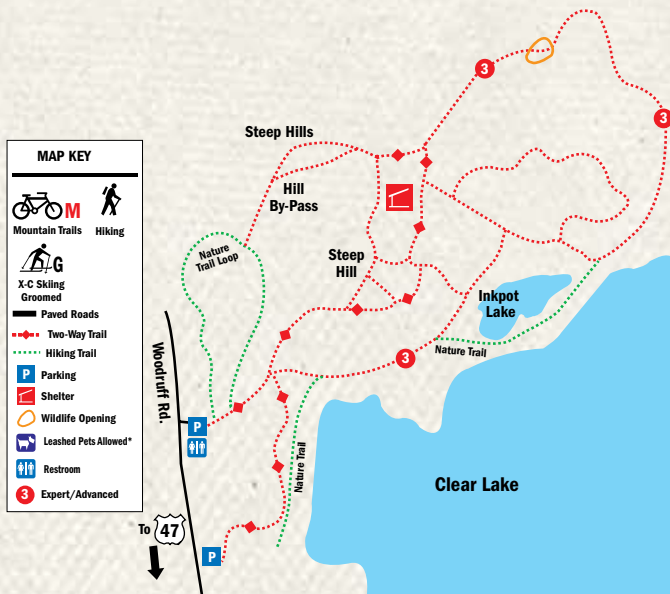 MAP KEY
M
Mountain Trails
Hiking
G
X-C Skiing
Groomed
Paved Roads
Two-Way Trail
Hiking Trail
P
Parking
Shelter
Wildlife Opening
Leashed Pets Allowed*
Restroom
3
Expert/Advanced
3
3
Steep Hills
Hill
By-Pass
Nature
Trail Loop
Steep
Hill
Inkpot
Lake
Nature Trail
3
Woodruff Rd.
P
Nature Trail
Clear Lake
To 47
P